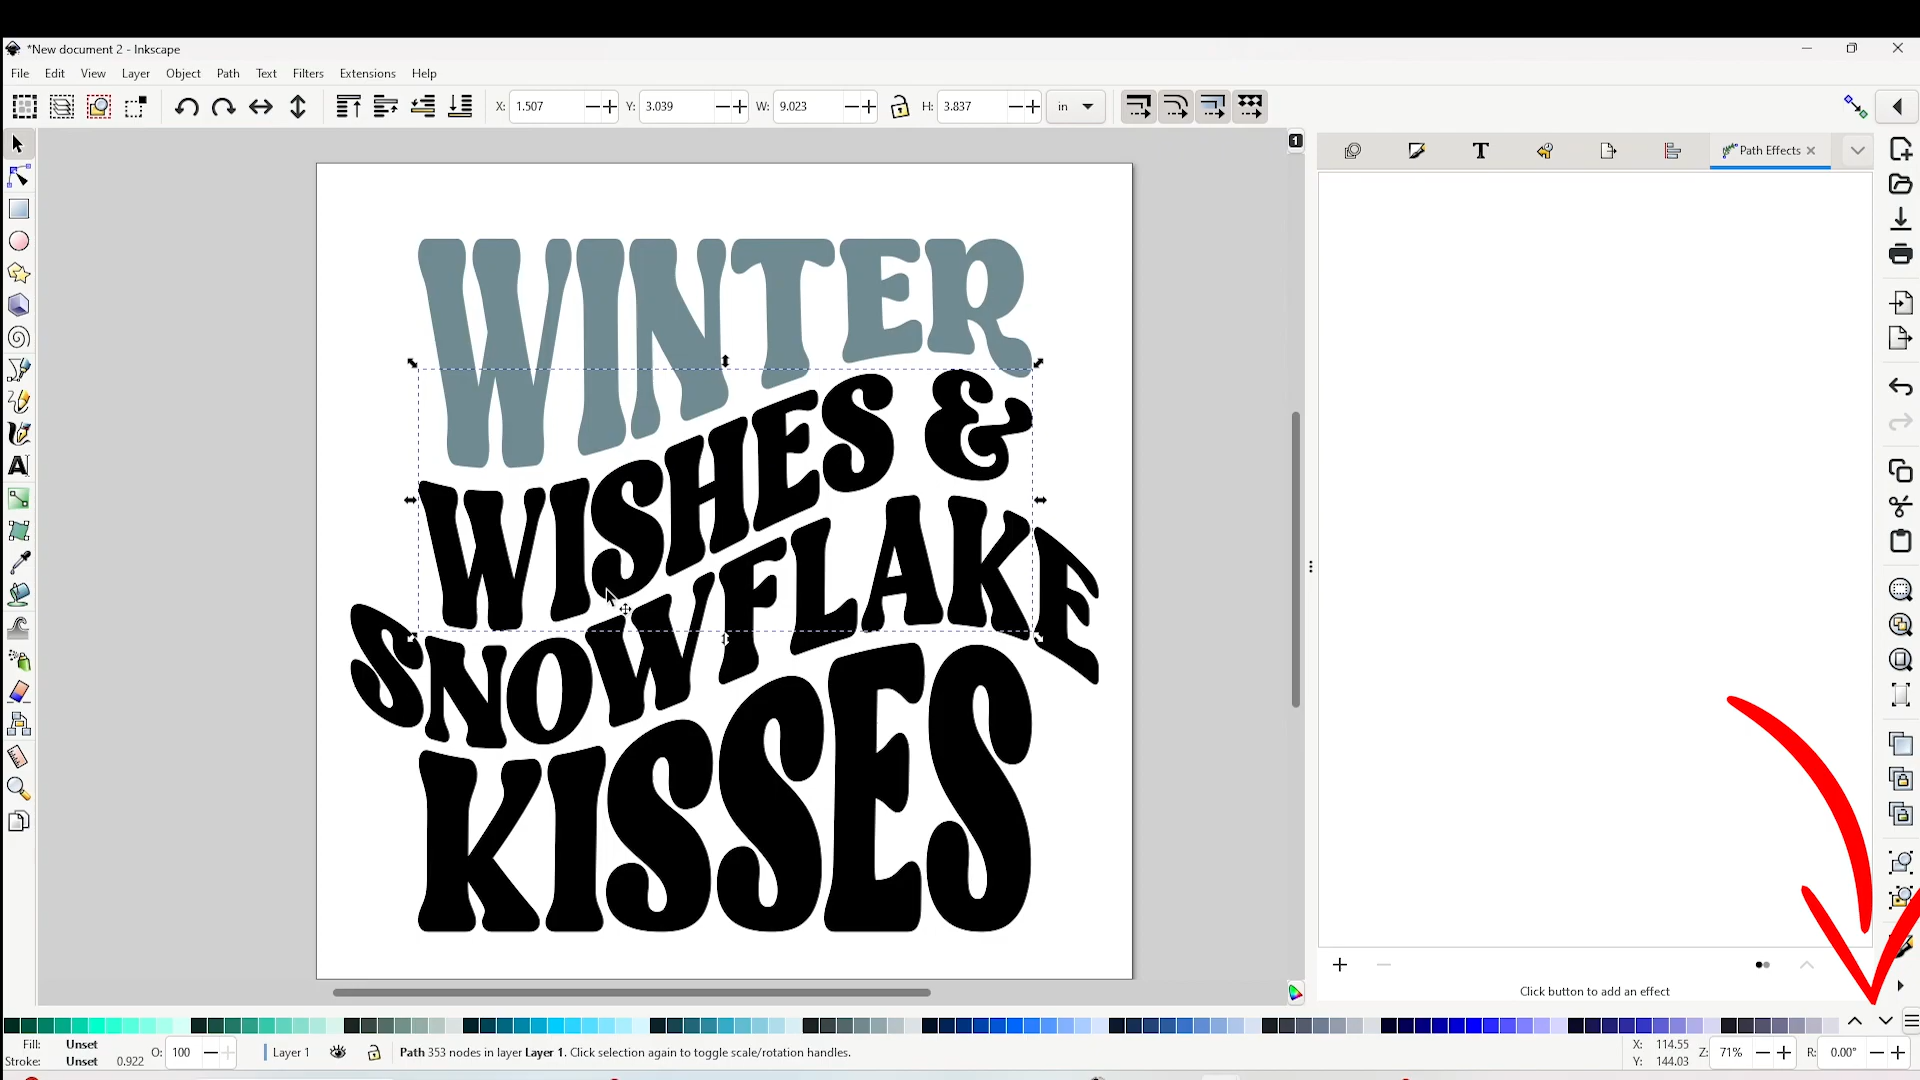 *New document 2 - Inkscape
File Edit View Layer Object Path Text Filters Extensions Help
X: 1.507 Y: 3.039 W: 9.023 H: 3.837 in
1
Path Effects
WINTER
WISHES &
SNOWFLAKE
KISSES
Click button to add an effect
Fill: Unset
Stroke: Unset 0.922 O: 100 Layer 1 Path 353 nodes in layer Layer 1. Click selection again to toggle scale/rotation handles.
X: 114.55
Y: 144.03 Z: 71% R: 0.00°